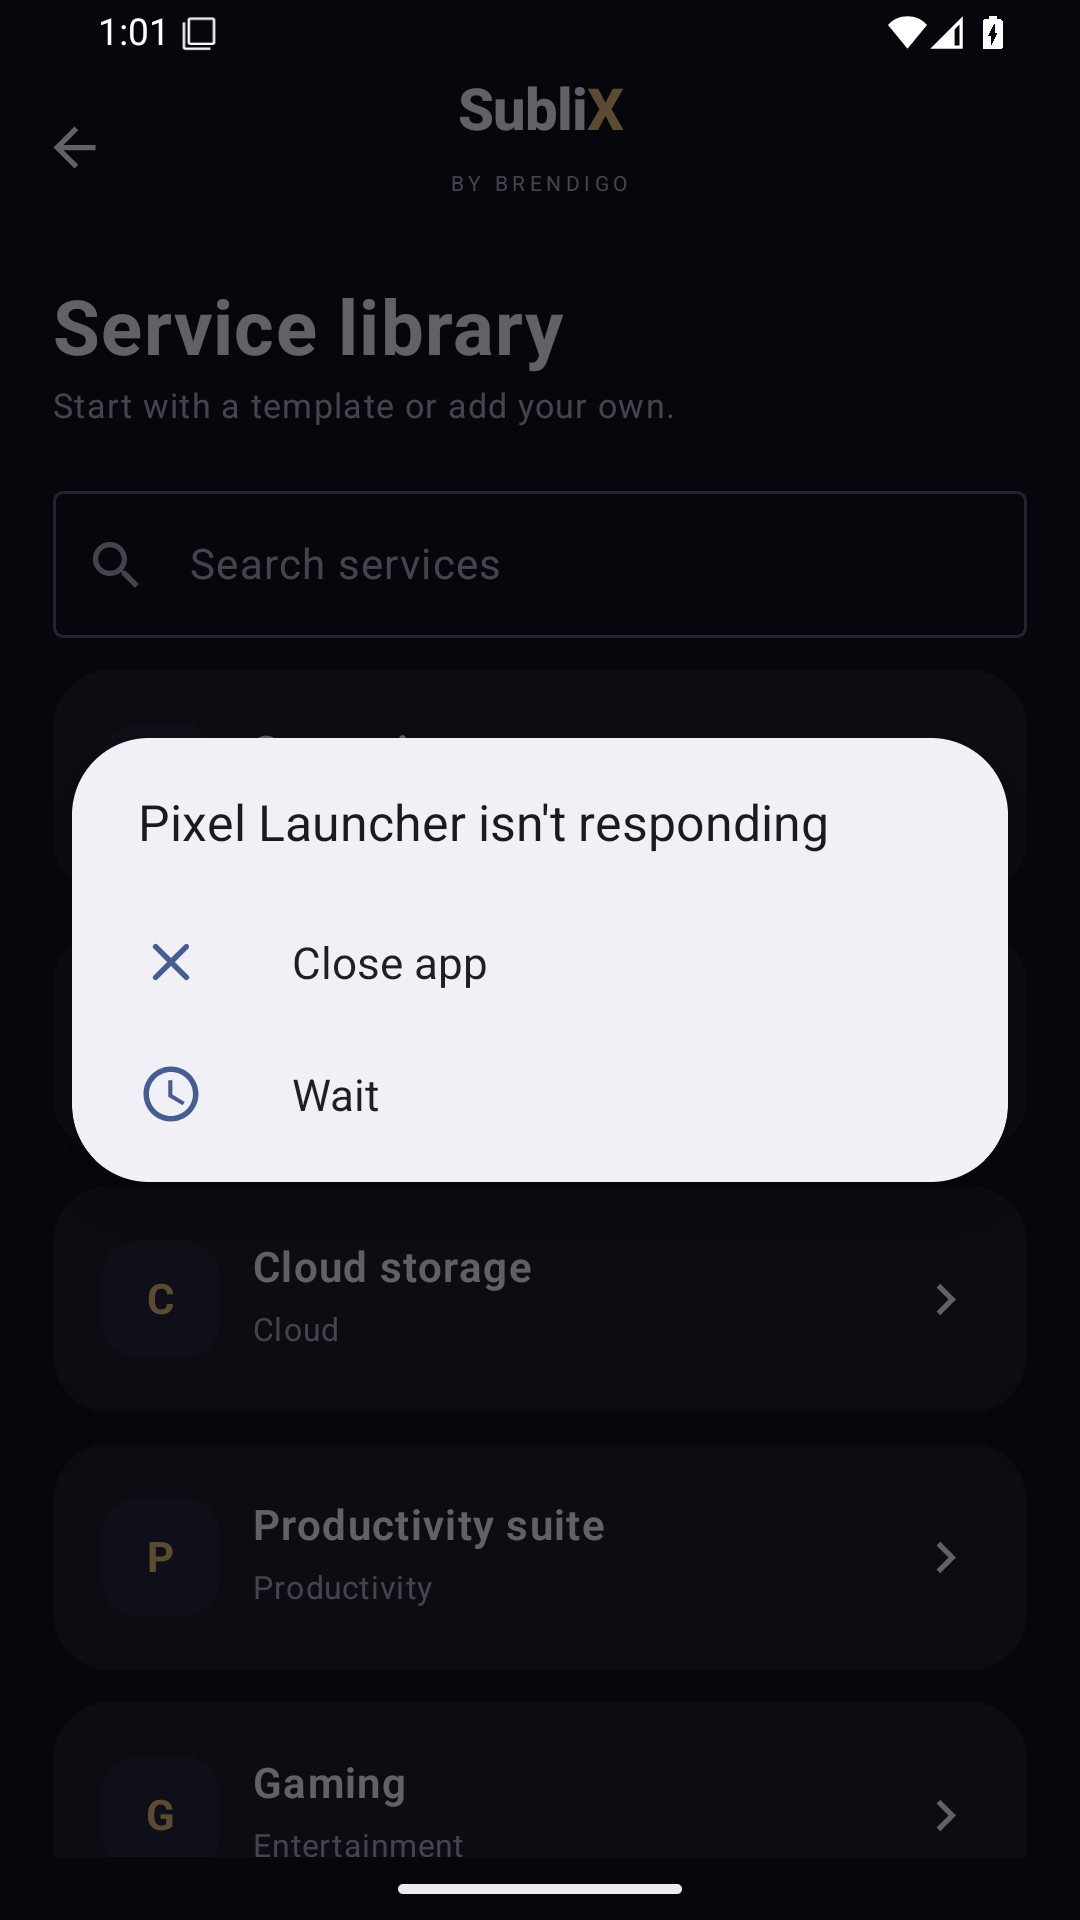 1:01
SubliX
BY BRENDIGO
Service library
Start with a template or add your own.
Search services
Pixel Launcher isn't responding
Close app
Wait
C
Cloud storage
Cloud
P
Productivity suite
Productivity
G
Gaming
Entertainment